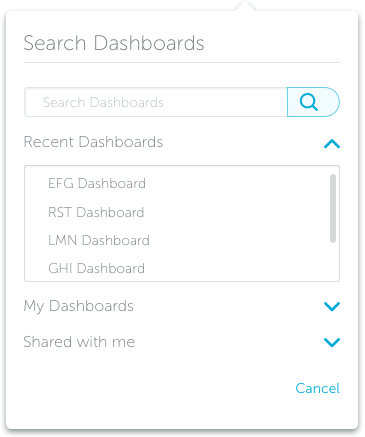 Search Dashboards
Search Dashboards
Recent Dashboards
EFG Dashboard
RST Dashboard
LMN Dashboard
GHI Dashboard
My Dashboards
Shared with me
Cancel